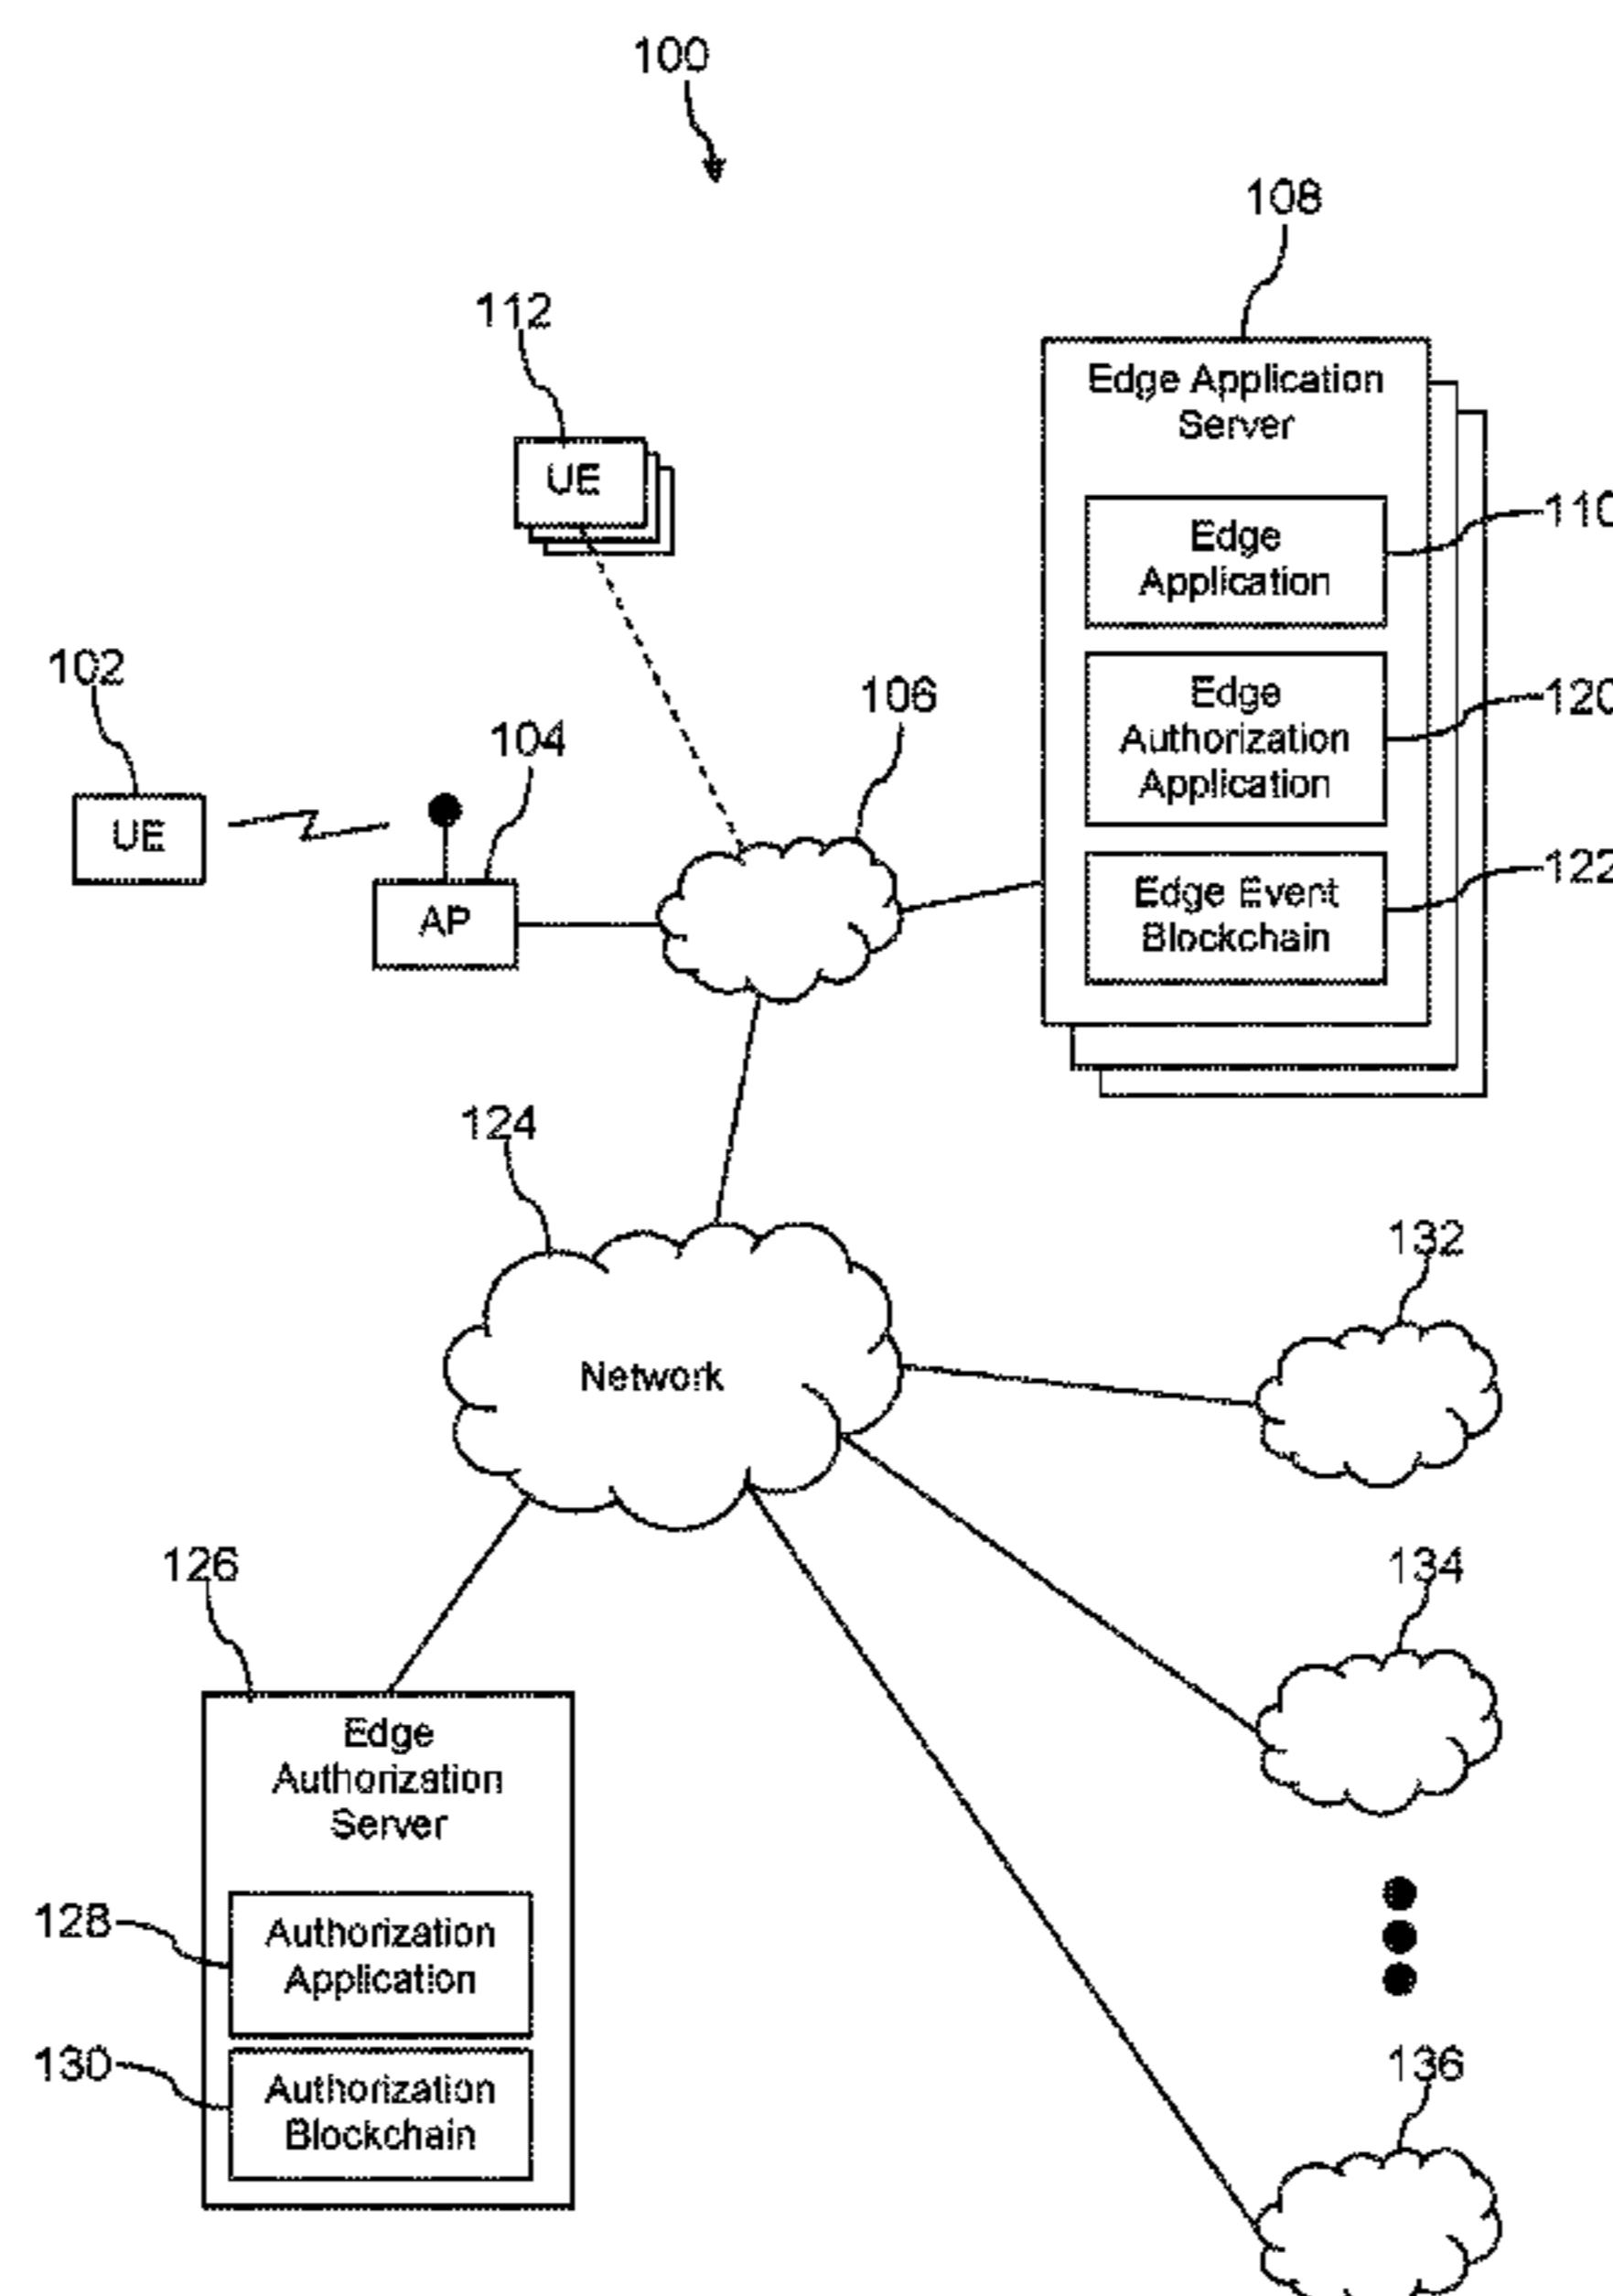 100
108
112
Edge Application
Server
UE
110
Edge
Application
102
106
120
Edge
Authorization
Application
104
UE
122
Edge Event
Blockchain
AP
124
132
Network
126
134
Edge
Authorization
Server
128
Authorization
Application
130
Authorization
Blockchain
136